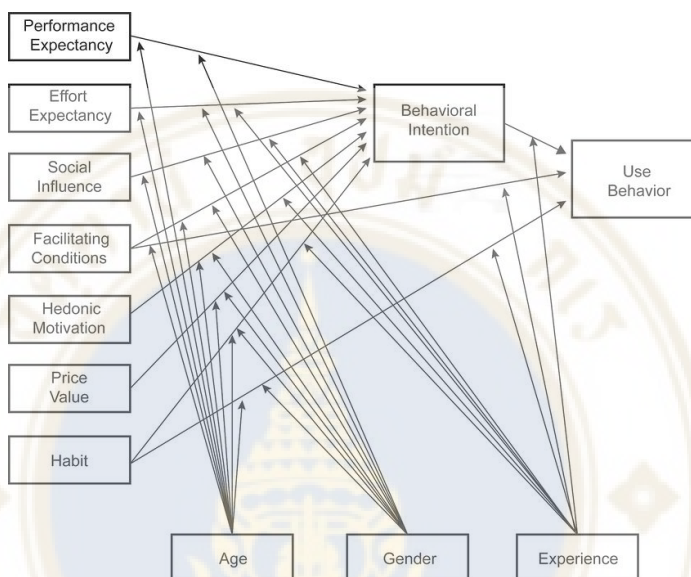 Performance
Expectancy
Effort
Expectancy
Behavioral
Intention
Social
Influence
Use
Behavior
Facilitating
Conditions
Hedonic
Motivation
Price
Value
Habit
Age
Gender
Experience